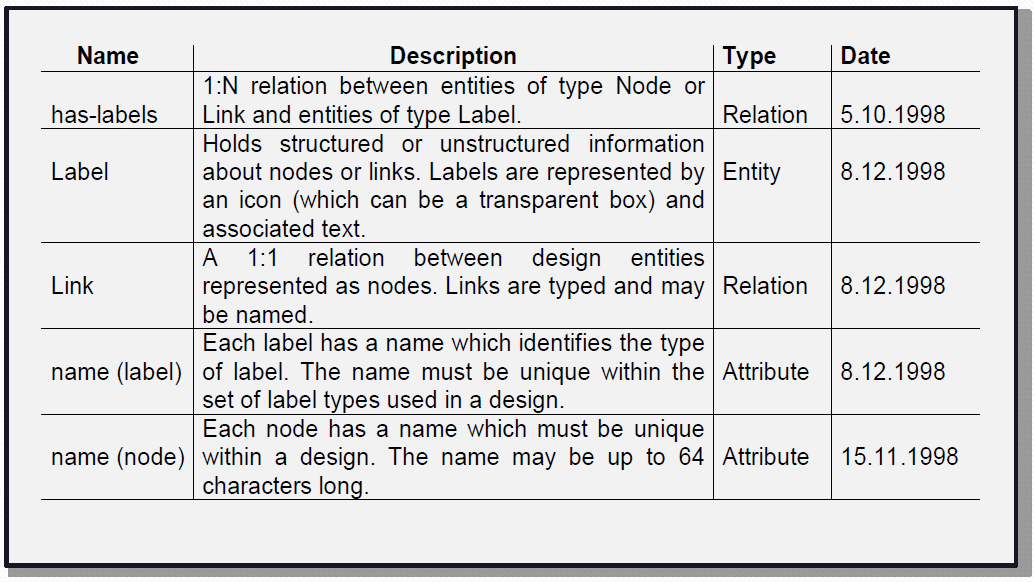 Name Description Type Date
1:N relation between entities of type Node or
has-labels Link and entities of type Label. Relation 5.10.1998
Holds structured or unstructured information
Label about nodes or links. Labels are represented by Entity 8.12.1998
an icon (which can be a transparent box) and
associated text.
A 1:1 relation between design entities
Link represented as nodes. Links are typed and may Relation 8.12.1998
be named.
Each label has a name which identifies the type
name (label) of label. The name must be unique within the Attribute 8.12.1998
set of label types used in a design.
Each node has a name which must be unique
name (node) within a design. The name may be up to 64 Attribute 15.11.1998
characters long.